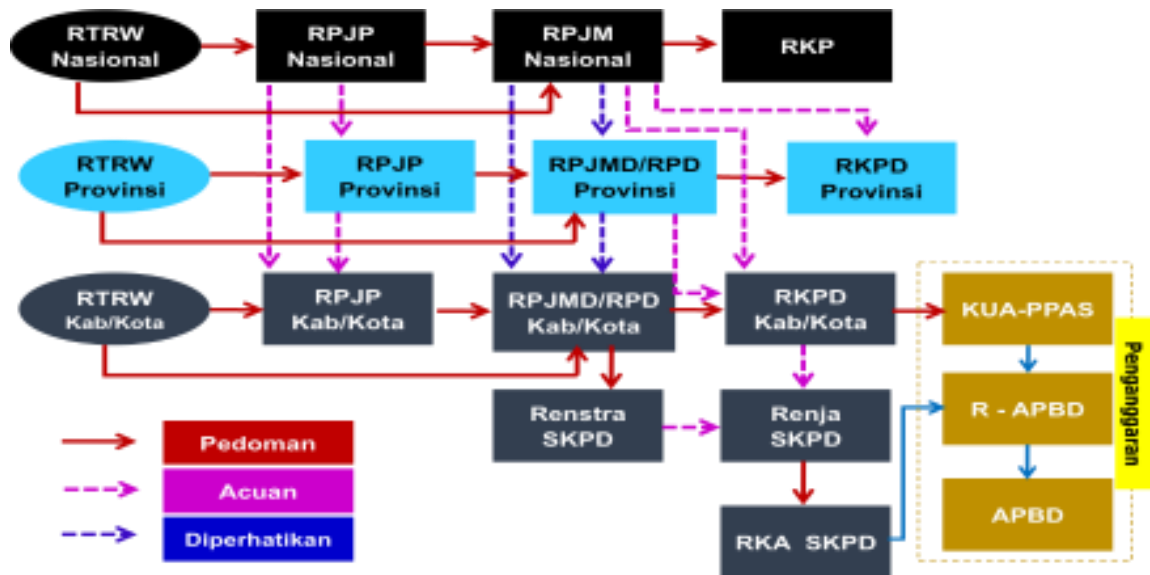 RTRW
Nasional
RPJP
Nasional
RPJM
Nasional
RKP
RTRW
Provinsi
RPJP
Provinsi
RPJMD/RPD
Provinsi
RKPD
Provinsi
RTRW
Kab/Kota
RPJP
Kab/Kota
RPJMD/RPD
Kab/Kota
RKPD
Kab/Kota
KUA-PPAS
Renstra
SKPD
Renja
SKPD
R - APBD
Penganggaran
RKA SKPD
APBD
Pedoman
Acuan
Diperhatikan